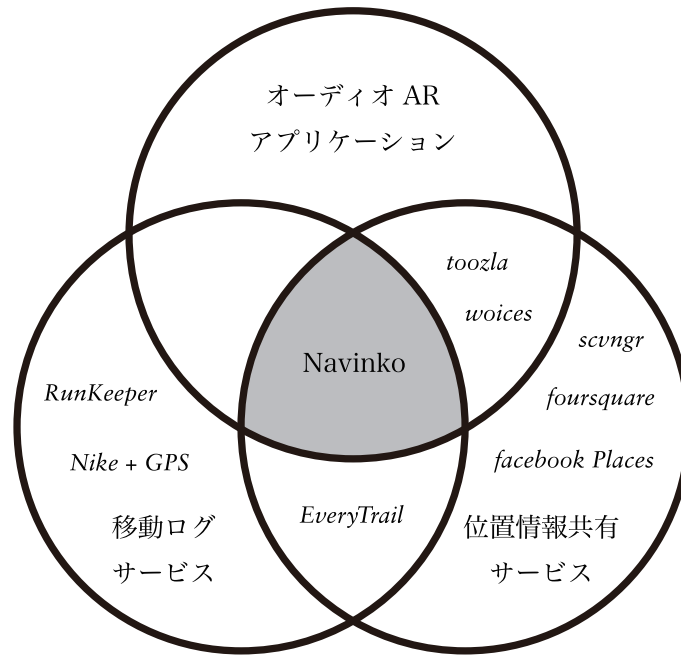 オーディオ AR
アプリケーション
toozla
woices
scvngr
Navinko
RunKeeper
foursquare
Nike + GPS
facebook Places
EveryTrail
移動ログ
サービス
位置情報共有
サービス